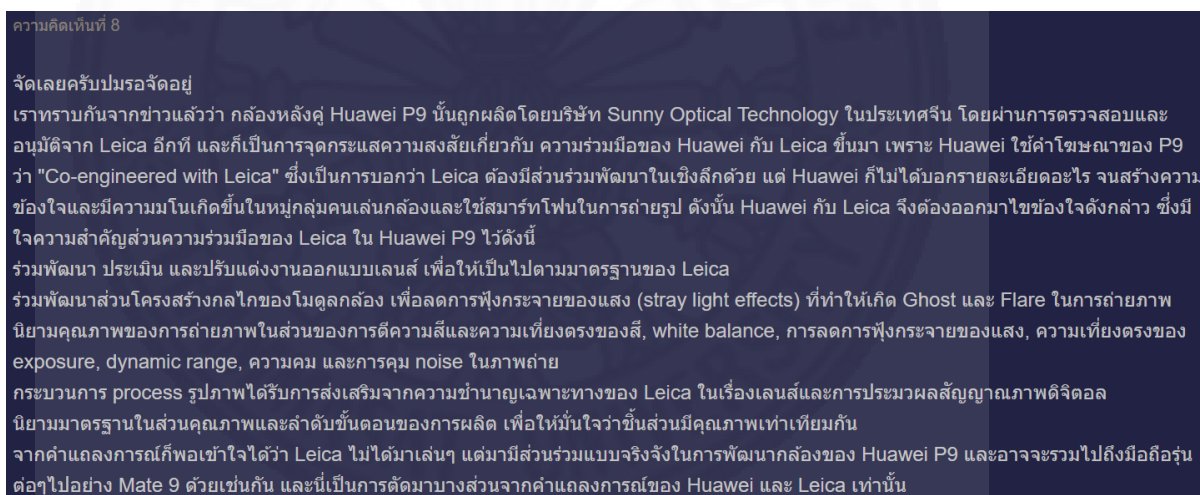 ความคิดเห็นที่ 8
จัดเลยครับปมรอจัดอยู่
เราทราบกันจากข่าวแล้วว่า กล้องหลังคู่ Huawei P9 นั้นถูกผลิตโดยบริษัท Sunny Optical Technology ในประเทศจีน โดยผ่านการตรวจสอบและ
อนุมัติจาก Leica อีกที และก็เป็นการจุดกระแสความสงสัยเกี่ยวกับ ความร่วมมือของ Huawei กับ Leica ขึ้นมา เพราะ Huawei ใช้คำโฆษณาของ P9
ว่า "Co-engineered with Leica" ซึ่งเป็นการบอกว่า Leica ต้องมีส่วนร่วมพัฒนาในเชิงลึกด้วย แต่ Huawei ก็ไม่ได้บอกรายละเอียดอะไร จนสร้างความ
ข้องใจและมีความมโนเกิดขึ้นในหมู่กลุ่มคนเล่นกล้องและใช้สมาร์ทโฟนในการถ่ายรูป ดังนั้น Huawei กับ Leica จึงต้องออกมาไขข้องใจดังกล่าว ซึ่งมี
ใจความสำคัญส่วนความร่วมมือของ Leica ใน Huawei P9 ไว้ดังนี้
ร่วมพัฒนา ประเมิน และปรับแต่งงานออกแบบเลนส์ เพื่อให้เป็นไปตามมาตรฐานของ Leica
ร่วมพัฒนาส่วนโครงสร้างกลไกของโมดูลกล้อง เพื่อลดการฟุ้งกระจายของแสง (stray light effects) ที่ทำให้เกิด Ghost และ Flare ในการถ่ายภาพ
นิยามคุณภาพของการถ่ายภาพในส่วนของการตีความสีและความเที่ยงตรงของสี, white balance, การลดการฟุ้งกระจายของแสง, ความเที่ยงตรงของ
exposure, dynamic range, ความคม และการคุม noise ในภาพถ่าย
กระบวนการ process รูปภาพได้รับการส่งเสริมจากความชำนาญเฉพาะทางของ Leica ในเรื่องเลนส์และการประมวผลสัญญาณภาพดิจิตอล
นิยามมาตรฐานในส่วนคุณภาพและลำดับขั้นตอนของการผลิต เพื่อให้มั่นใจว่าชิ้นส่วนมีคุณภาพเท่าเทียมกัน
จากคำแถลงการณ์ก็พอเข้าใจได้ว่า Leica ไม่ได้มาเล่นๆ แต่มามีส่วนร่วมแบบจริงจังในการพัฒนากล้องของ Huawei P9 และอาจจะรวมไปถึงมือถือรุ่น
ต่อๆไปอย่าง Mate 9 ด้วยเช่นกัน และนี่เป็นการตัดมาบางส่วนจากคำแถลงการณ์ของ Huawei และ Leica เท่านั้น